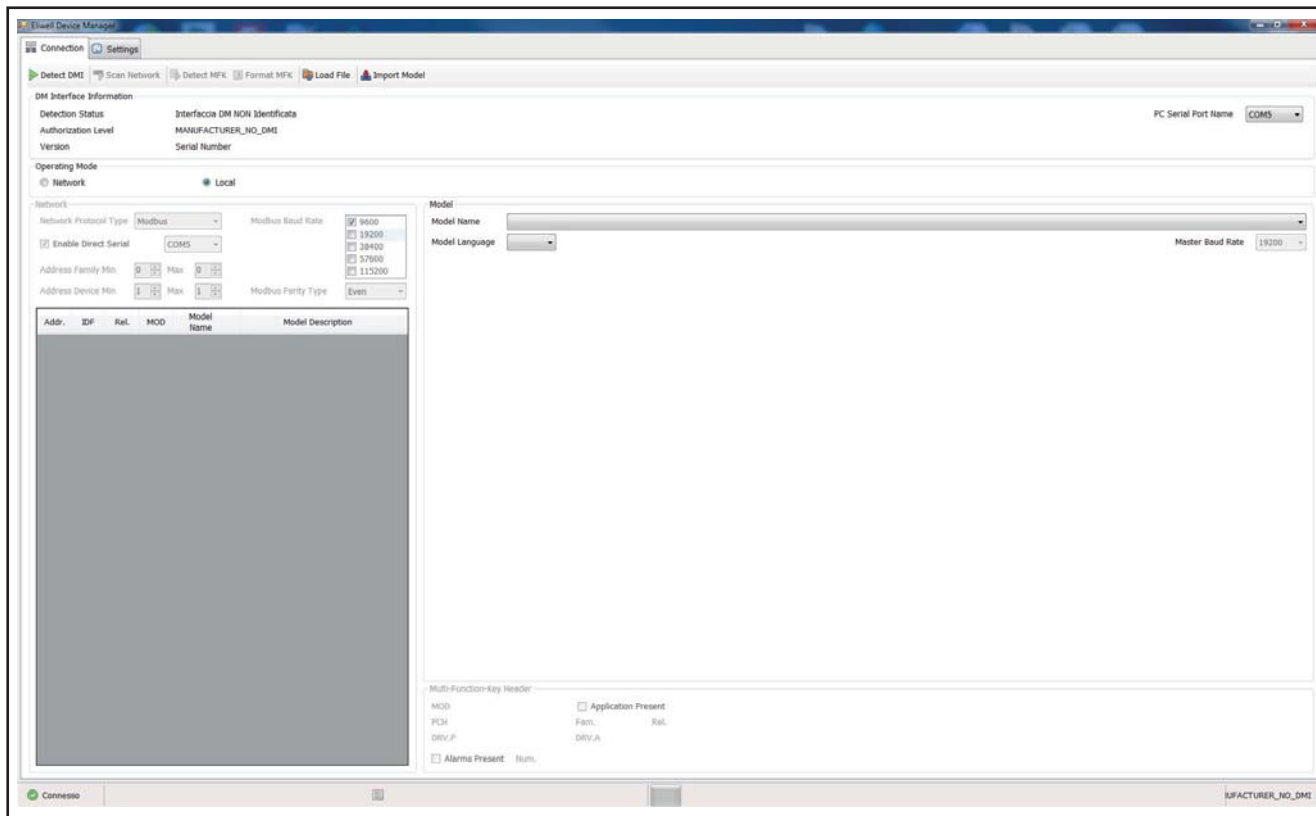 Eliwell Device Manager
Connection Settings
Detect DMI Scan Network Detect MFK Format MFK Load File Import Model
DM Interface Information
Detection Status Interfaccia DM NON Identificata PC Serial Port Name COM5
Authorization Level MANUFACTURER_NO_DMI
Version Serial Number
Operating Mode
Network Local
Network
Network Protocol Type Modbus Modbus Baud Rate 9600
19200
Enable Direct Serial COM5 38400
57600
Address Family Min 0 Max 0 115200
Address Device Min 1 Max 1 Modbus Parity Type Even
Addr. IDF Rel. MOD Model Name Model Description
Model
Model Name
Model Language Master Baud Rate 19200
Multi-Function-Key Header
MOD Application Present
PCH Fam. Rel.
DRV.P DRV.A
Alarms Present Num.
Connesso UFACTURER_NO_DMI